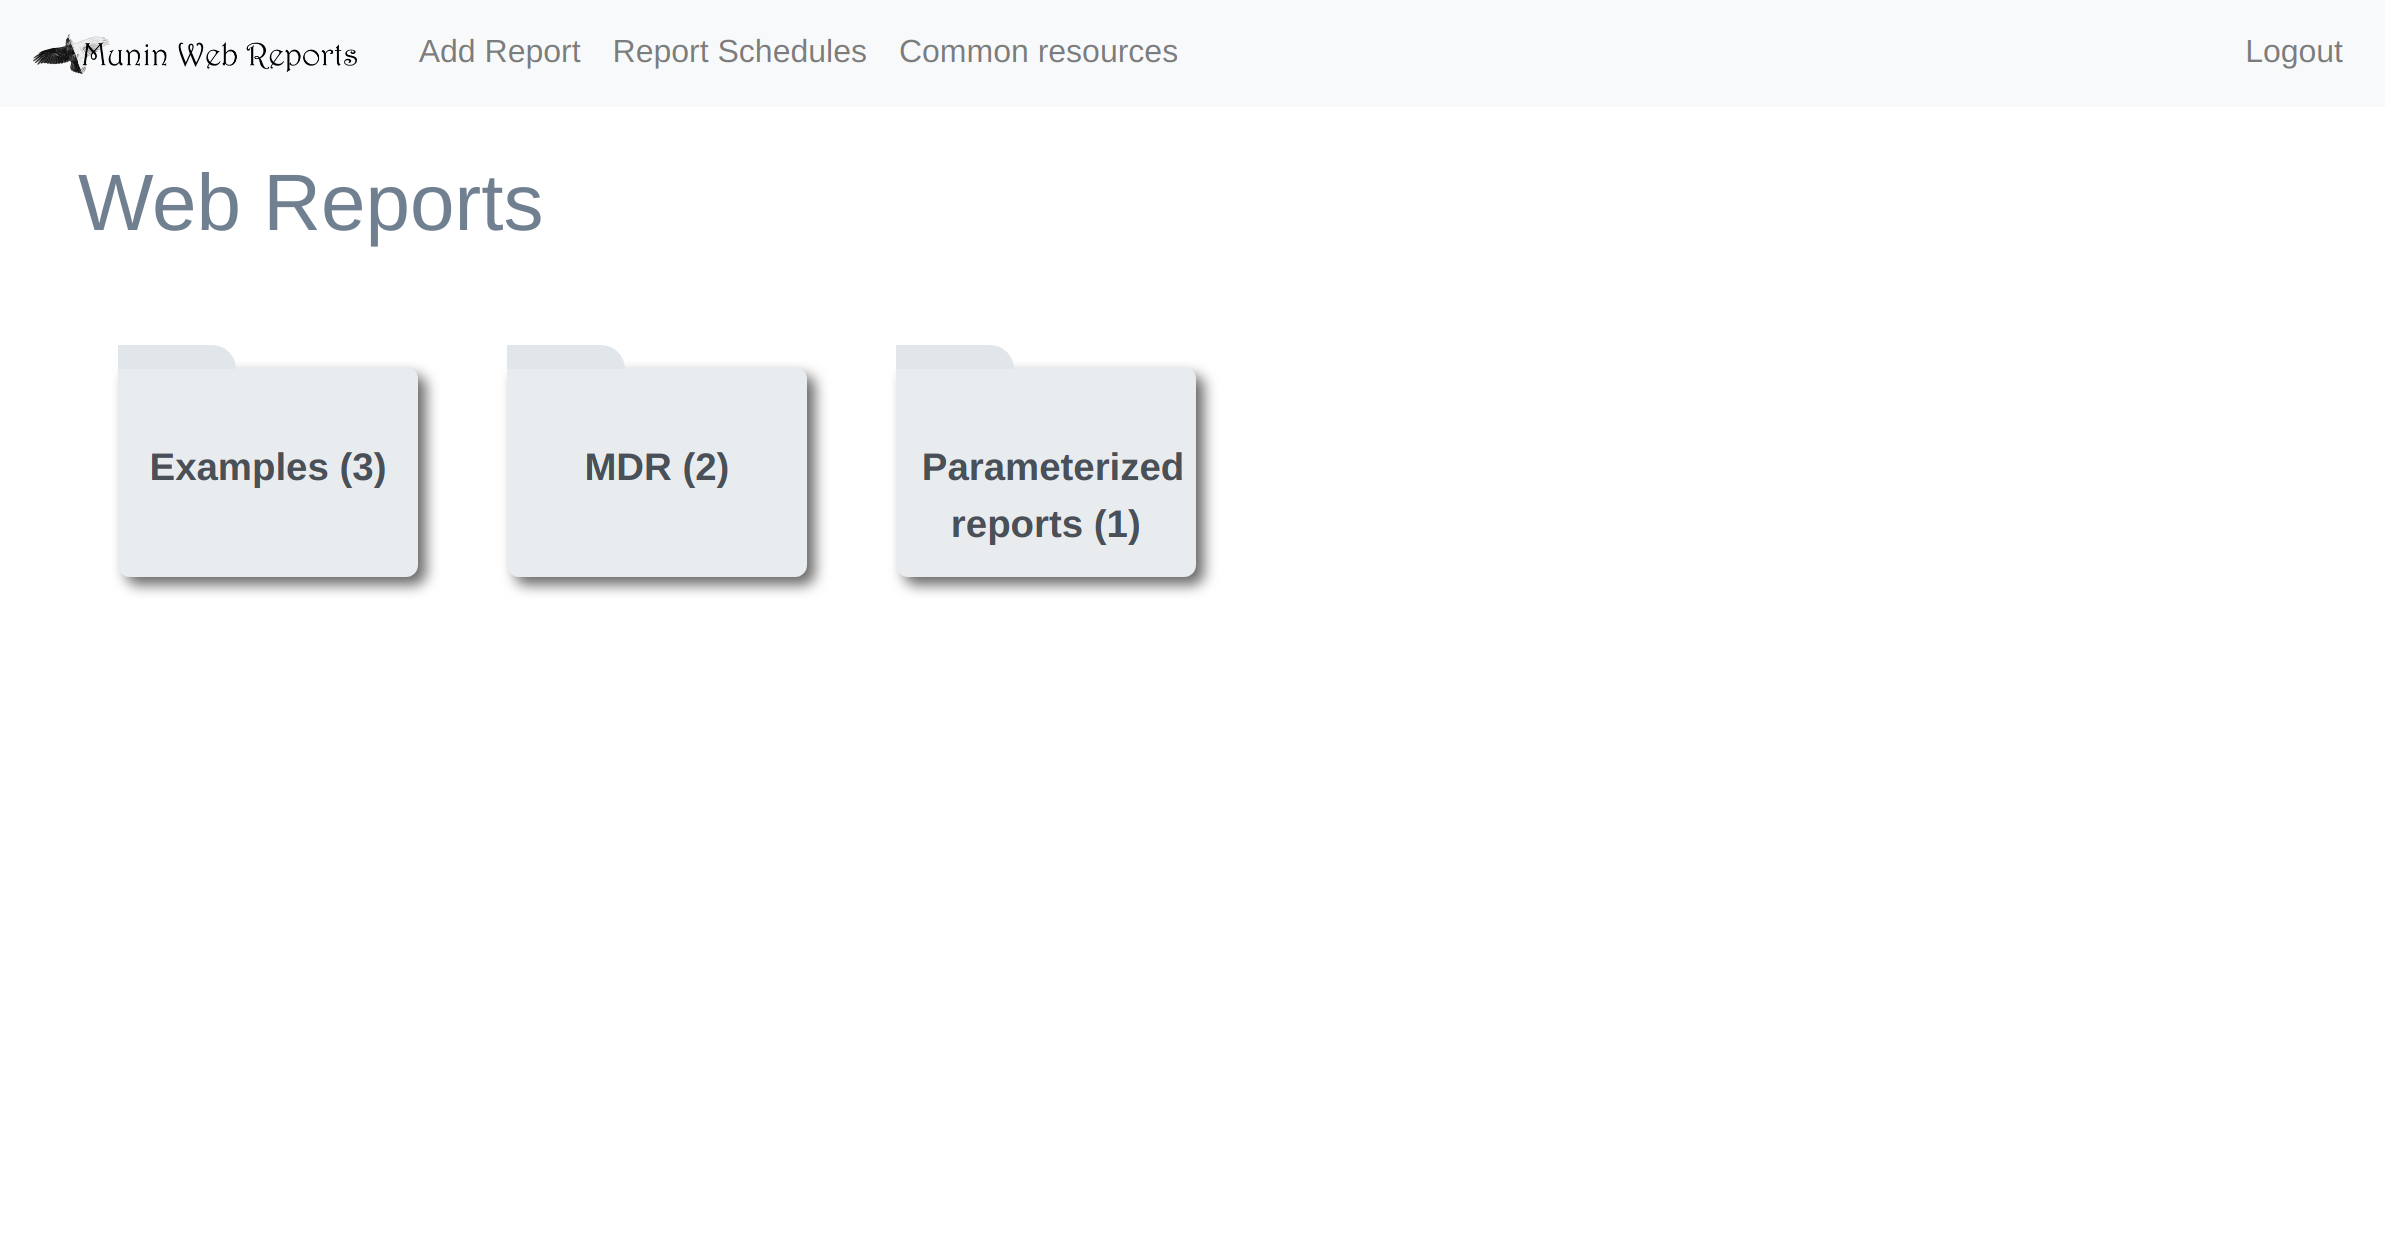 Munin Web Reports Add Report Report Schedules Common resources Logout
Web Reports
Examples (3)
MDR (2)
Parameterized
reports (1)